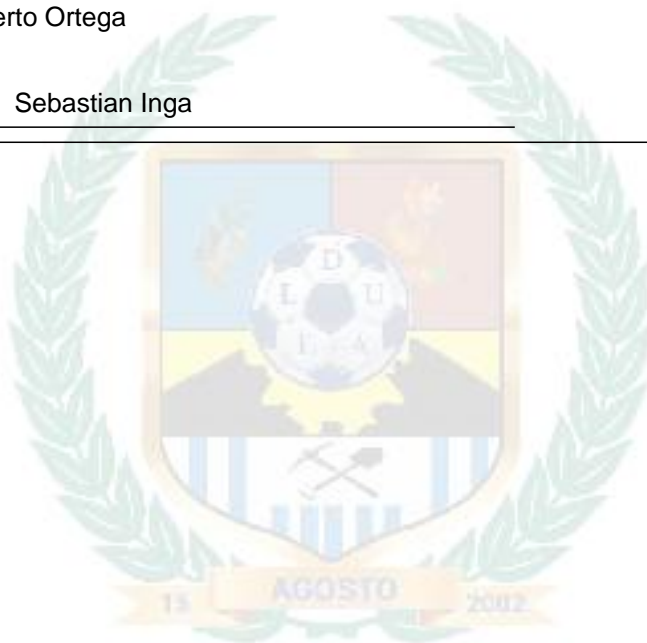 erto Ortega
Sebastian Inga
D
L U
E A
15 AGOSTO 2002